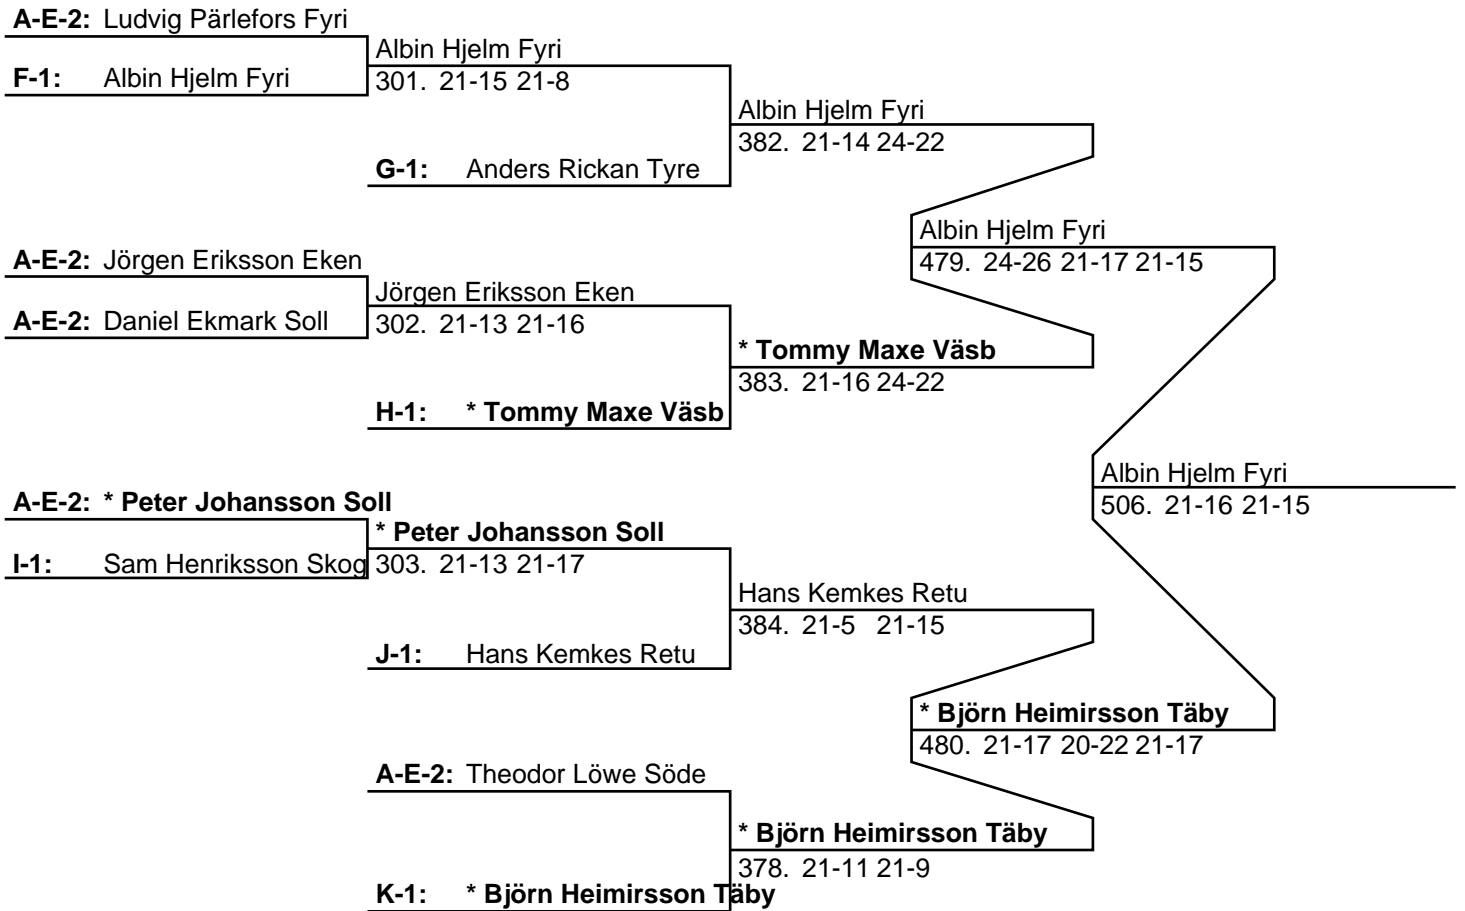 A-E-2: Ludvig Pärlefors Fyri
Albin Hjelm Fyri
F-1: Albin Hjelm Fyri
301. 21-15 21-8
Albin Hjelm Fyri
382. 21-14 24-22
G-1: Anders Rickan Tyre
Albin Hjelm Fyri
479. 24-26 21-17 21-15
A-E-2: Jörgen Eriksson Eken
Jörgen Eriksson Eken
A-E-2: Daniel Ekmark Soll
302. 21-13 21-16
* Tommy Maxe Väsb
383. 21-16 24-22
H-1: * Tommy Maxe Väsb
Albin Hjelm Fyri
506. 21-16 21-15
A-E-2: * Peter Johansson Soll
* Peter Johansson Soll
I-1: Sam Henriksson Skog
303. 21-13 21-17
Hans Kemkes Retu
384. 21-5 21-15
J-1: Hans Kemkes Retu
* Björn Heimirsson Täby
480. 21-17 20-22 21-17
A-E-2: Theodor Löwe Söde
* Björn Heimirsson Täby
378. 21-11 21-9
K-1: * Björn Heimirsson Täby